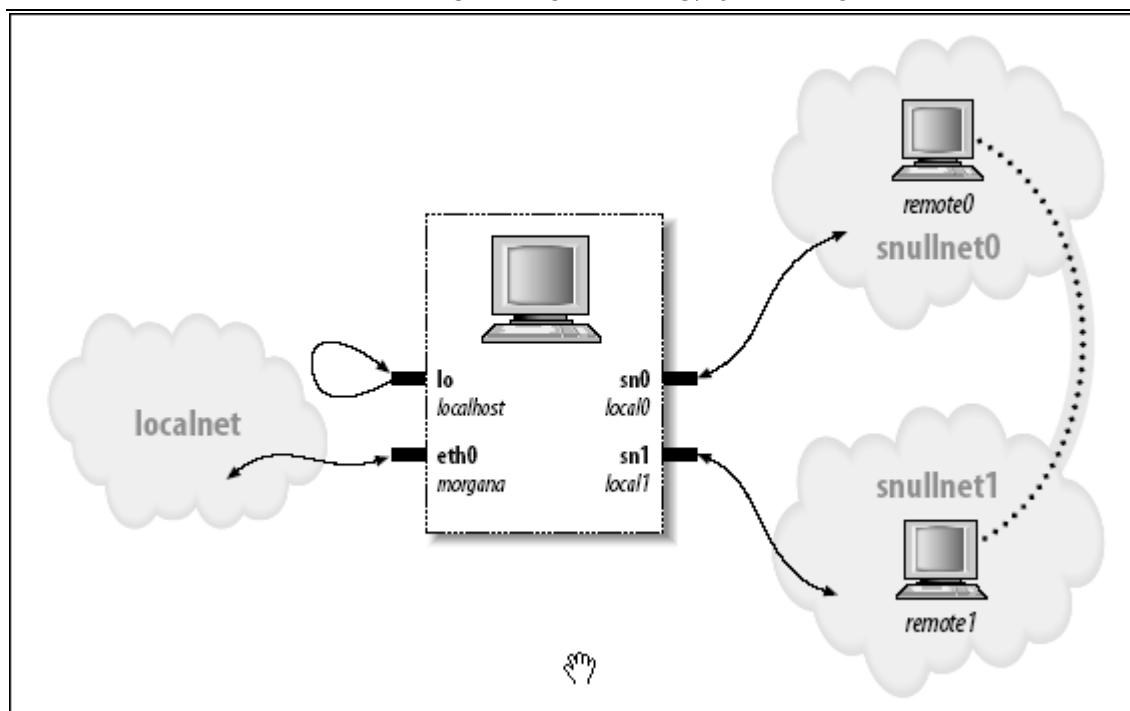 remote0
snullnet0
lo
localhost
eth0
morgana
sn0
local0
sn1
local1
localnet
snullnet1
remote1